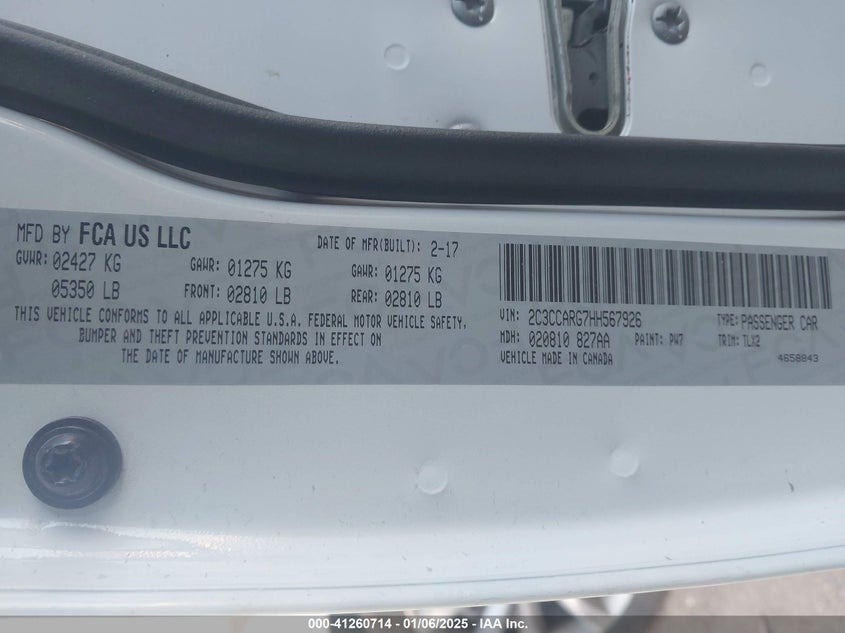 MFD BY FCA US LLC DATE OF MFR(BUILT): 2-17
GVWR: 02427 KG GAWR: 01275 KG GAWR: 01275 KG
05350 LB FRONT: 02810 LB REAR: 02810 LB
THIS VEHICLE CONFORMS TO ALL APPLICABLE U.S.A. FEDERAL MOTOR VEHICLE SAFETY,
BUMPER AND THEFT PREVENTION STANDARDS IN EFFECT ON
THE DATE OF MANUFACTURE SHOWN ABOVE.
VIN: 2C3CCARG7HH567926 TYPE: PASSENGER CAR
MDH: 020810 827AA PAINT: PW7 TRIM: TLX2
VEHICLE MADE IN CANADA 4658843
000-41260714 - 01/06/2025 - IAA Inc.